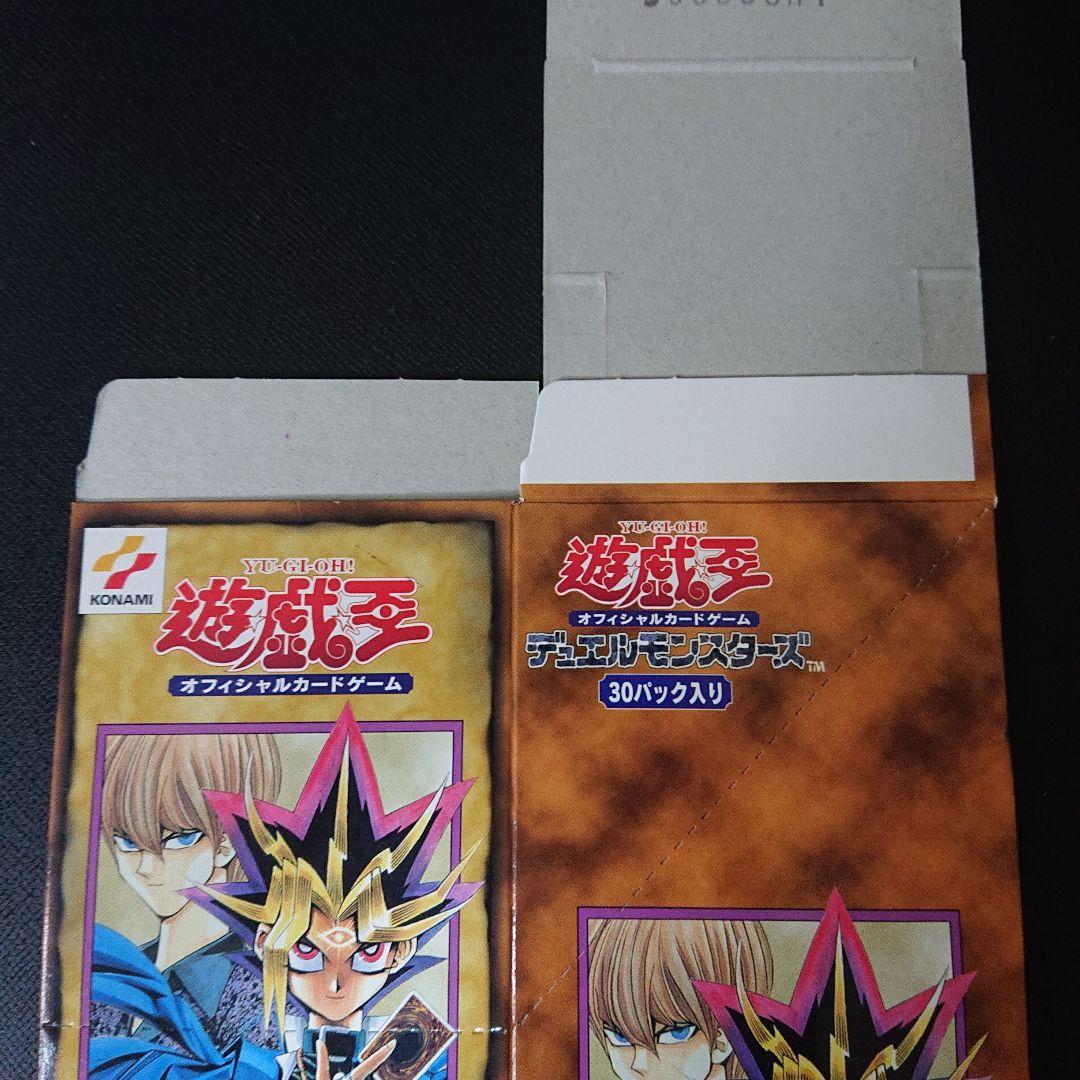 KONAMI
YU-GI-OH!
遊☆戯☆王
オフィシャルカードゲーム
YU-GI-OH!
遊☆戯☆王
オフィシャルカードゲーム
デュエルモンスターズ™
30パック入り